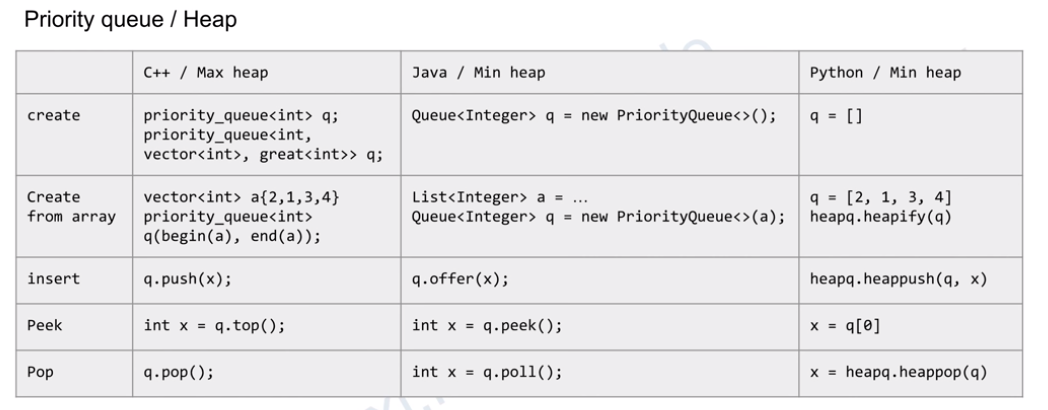 Priority queue / Heap
C++ / Max heap
Java / Min heap
Python / Min heap
create
priority_queue<int> q;
priority_queue<int,
vector<int>, great<int>> q;
Queue<Integer> q = new PriorityQueue<>();
q = []
Create
from array
vector<int> a{2,1,3,4}
priority_queue<int>
q(begin(a), end(a));
List<Integer> a = …
Queue<Integer> q = new PriorityQueue<>(a);
q = [2, 1, 3, 4]
heapq.heapify(q)
insert
q.push(x);
q.offer(x);
heapq.heappush(q, x)
Peek
int x = q.top();
int x = q.peek();
x = q[0]
Pop
q.pop();
int x = q.poll();
x = heapq.heappop(q)